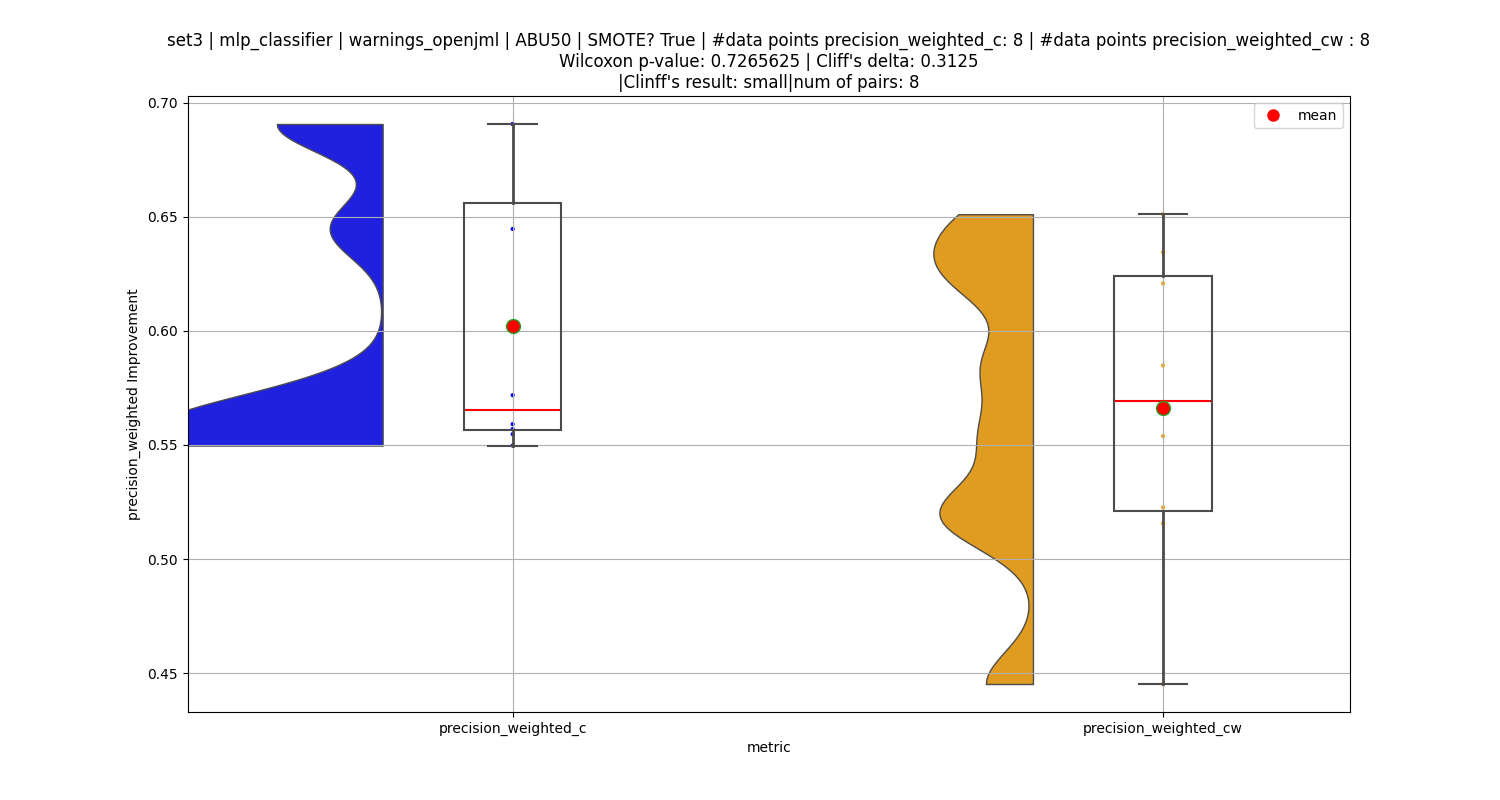 set3 | mlp_classifier | warnings_openjml | ABU50 | SMOTE? True | #data points precision_weighted_c: 8 | #data points precision_weighted_cw : 8
Wilcoxon p-value: 0.7265625 | Cliff's delta: 0.3125
|Clinff's result: small|num of pairs: 8
mean
0.70
0.65
0.60
0.55
0.50
0.45
precision_weighted Improvement
precision_weighted_c
precision_weighted_cw
metric